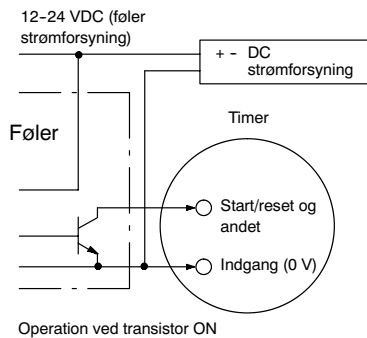 12–24 VDC (føler
strømforsyning)
+ - DC
strømforsyning
Timer
Føler
Start/reset og
andet
Indgang (0 V)
Operation ved transistor ON